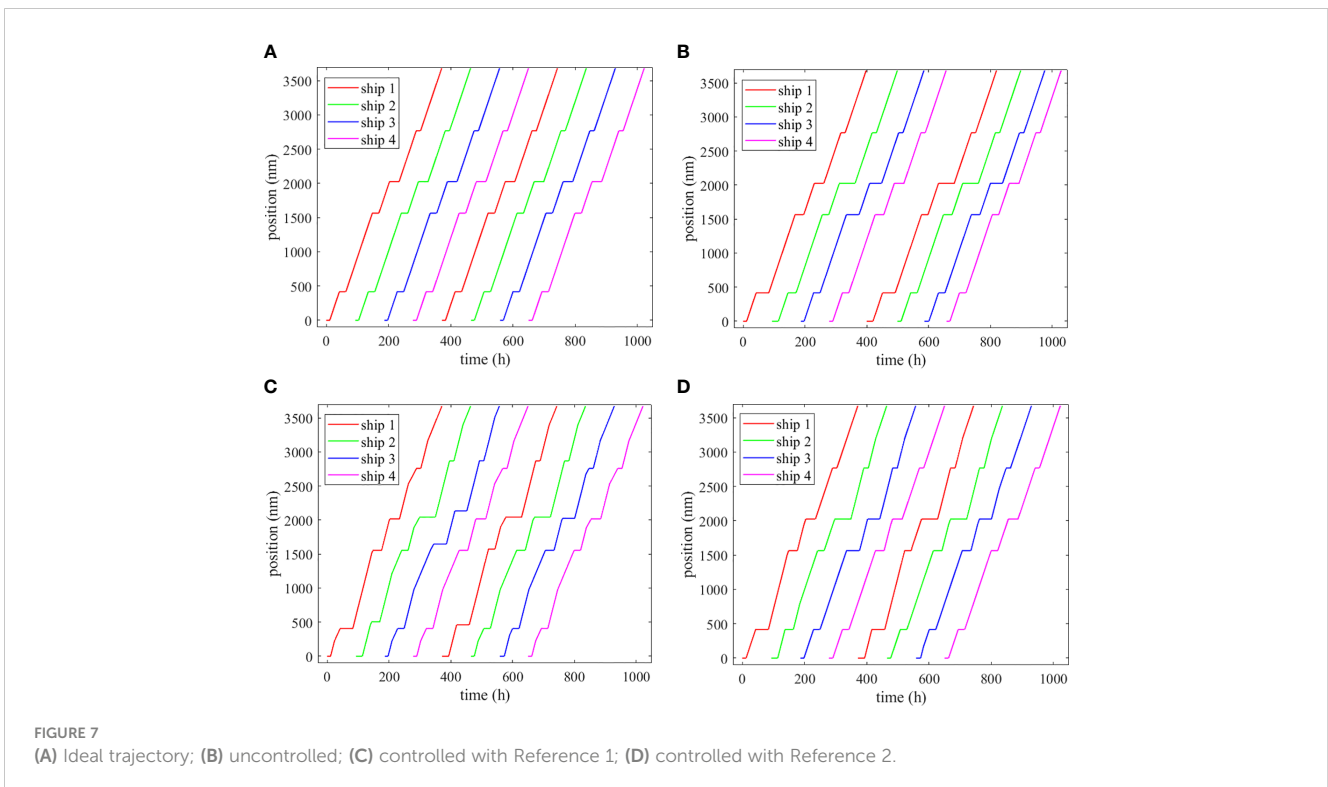 A
3500
3000
2500
2000
1500
1000
500
0
position (nm)
ship 1
ship 2
ship 3
ship 4
0 200 400 600 800 1000
time (h)
B
3500
3000
2500
2000
1500
1000
500
0
position (nm)
ship 1
ship 2
ship 3
ship 4
0 200 400 600 800 1000
time (h)
C
3500
3000
2500
2000
1500
1000
500
0
position (nm)
ship 1
ship 2
ship 3
ship 4
0 200 400 600 800 1000
time (h)
D
3500
3000
2500
2000
1500
1000
500
0
position (nm)
ship 1
ship 2
ship 3
ship 4
0 200 400 600 800 1000
time (h)
FIGURE 7
(A) Ideal trajectory; (B) uncontrolled; (C) controlled with Reference 1; (D) controlled with Reference 2.